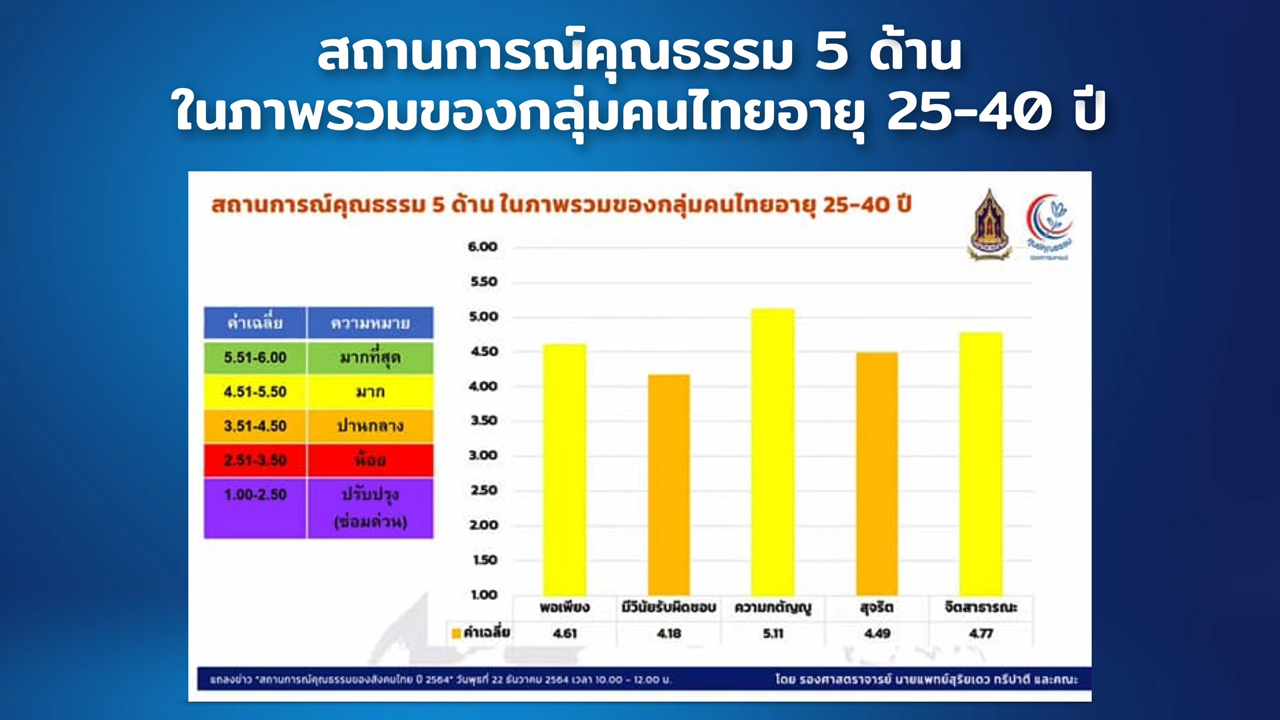 สถานการณ์คุณธรรม 5 ด้าน
ในภาพรวมของกลุ่มคนไทยอายุ 25-40 ปี
สถานการณ์คุณธรรม 5 ด้าน ในภาพรวมของกลุ่มคนไทยอายุ 25-40 ปี
ศูนย์คุณธรรม
ค่าเฉลี่ย ความหมาย
5.51-6.00 มากที่สุด
4.51-5.50 มาก
3.51-4.50 ปานกลาง
2.51-3.50 น้อย
1.00-2.50 ปรับปรุง
(ซ่อมด่วน)
6.00
5.50
5.00
4.50
4.00
3.50
3.00
2.50
2.00
1.50
1.00
พอเพียง มีวินัยรับผิดชอบ ความกตัญญู สุจริต จิตสาธารณะ
ค่าเฉลี่ย 4.61 4.18 5.11 4.49 4.77
แถลงข่าว "สถานการณ์คุณธรรมของสังคมไทย ปี 2564" วันพุธที่ 22 ธันวาคม 2564 เวลา 10.00 - 12.00 น.
โดย รองศาสตราจารย์ นายแพทย์สุริยเดว ทรีปาตี และคณะ